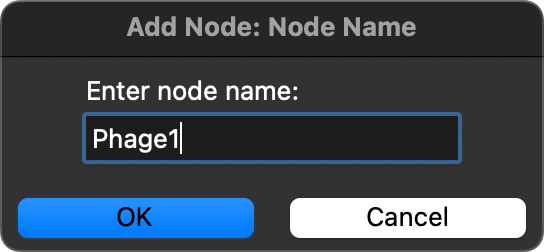 Add Node: Node Name
Enter node name:
Phage1
OK
Cancel